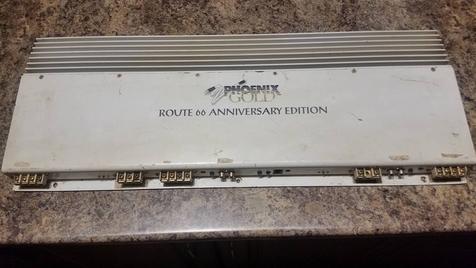 PHOENIX
GOLD
ROUTE 66 ANNIVERSARY EDITION